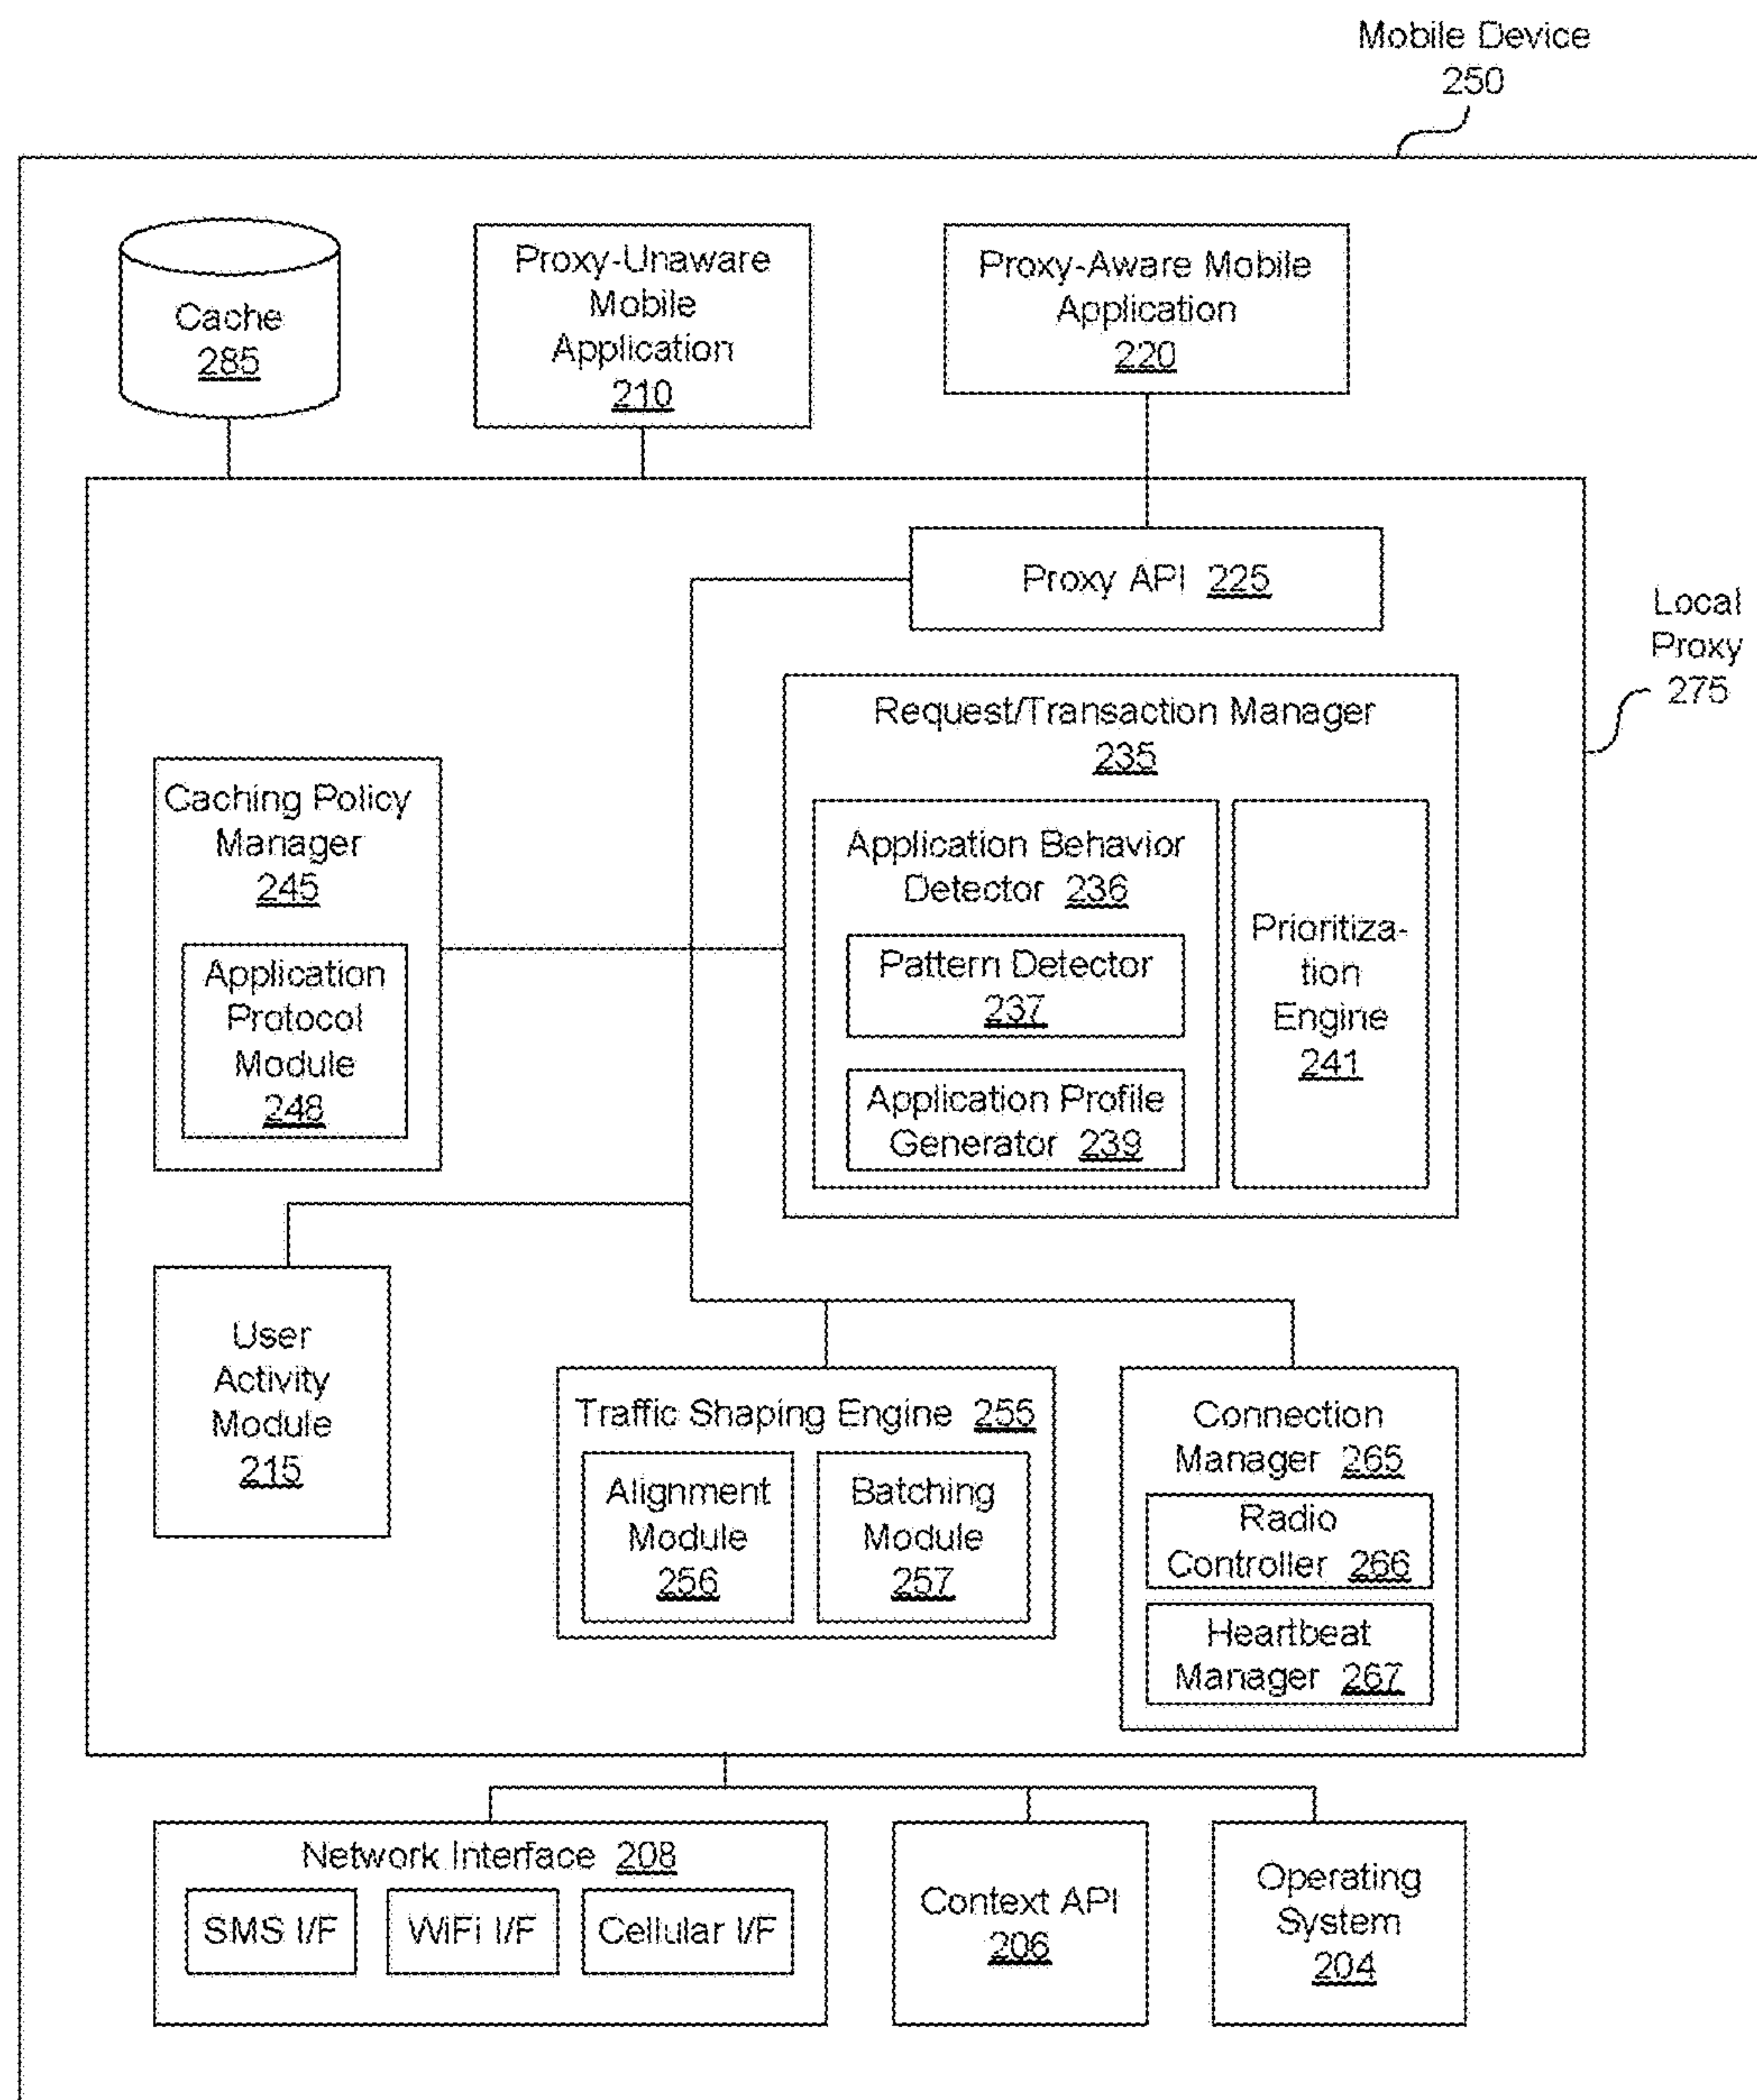 Mobile Device
250
Cache
285
Proxy-Unaware
Mobile
Application
210
Proxy-Aware Mobile
Application
220
Proxy API 225
Local
Proxy
275
Request/Transaction Manager
235
Caching Policy
Manager
245
Application
Protocol
Module
248
Application Behavior
Detector 236
Pattern Detector
237
Application Profile
Generator 239
Prioritiza-
tion
Engine
241
User
Activity
Module
215
Traffic Shaping Engine 255
Alignment
Module
256
Batching
Module
257
Connection
Manager 265
Radio
Controller 266
Heartbeat
Manager 267
Network Interface 208
SMS I/F
WiFi I/F
Cellular I/F
Context API
206
Operating
System
204